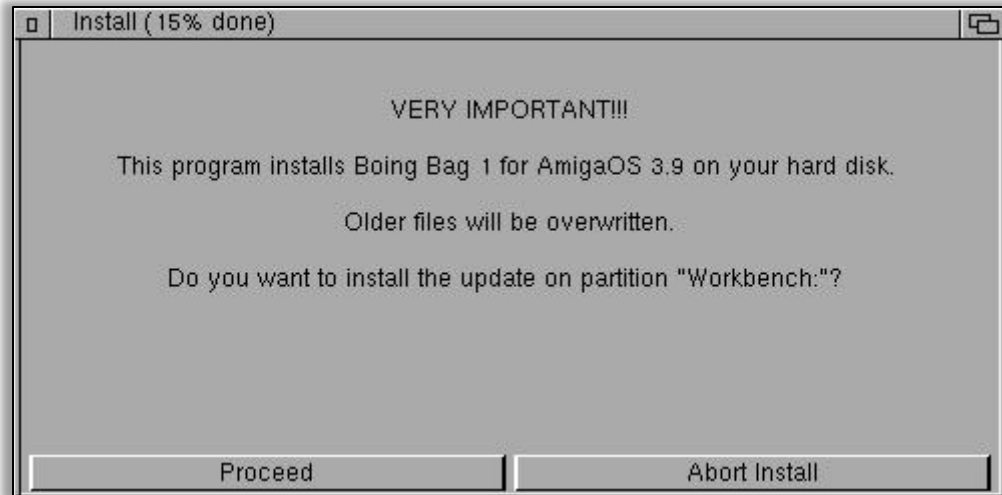 Install (15% done)
VERY IMPORTANT!!!
This program installs Boing Bag 1 for AmigaOS 3.9 on your hard disk.
Older files will be overwritten.
Do you want to install the update on partition "Workbench:"?
Proceed
Abort Install